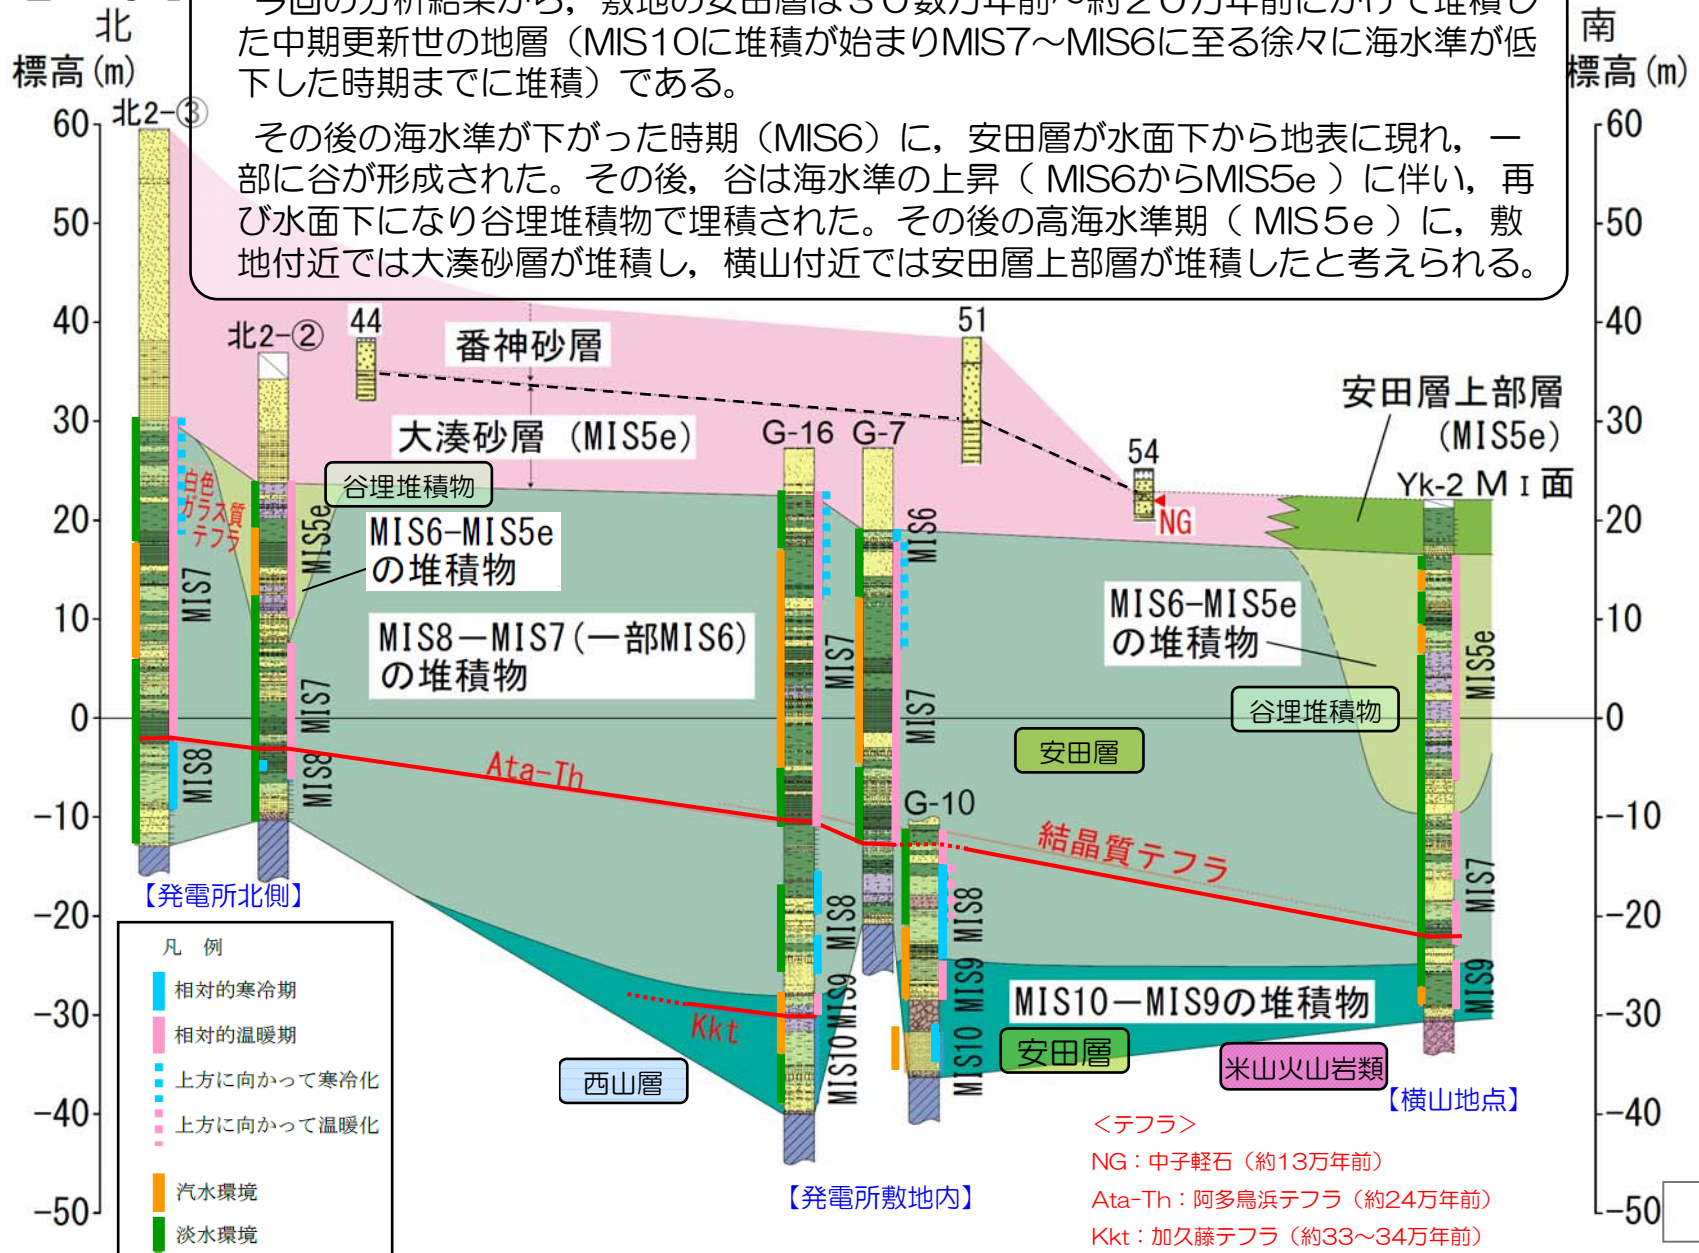 今回の分析結果から，敷地の安田層は３０数万年前～約２０万年前にかけて堆積し
た中期更新世の地層（MIS10に堆積が始まりMIS7～MIS6に至る徐々に海水準が低
下した時期までに堆積）である。
その後の海水準が下がった時期（MIS6）に，安田層が水面下から地表に現れ，一
部に谷が形成された。その後，谷は海水準の上昇（ MIS6からMIS5e ）に伴い，再
び水面下になり谷埋堆積物で埋積された。その後の高海水準期（ MIS５e ）に，敷
地付近では大湊砂層が堆積し，横山付近では安田層上部層が堆積したと考えられる。
北
標高(m)
南
標高(m)
60
50
40
30
20
10
0
-10
-20
-30
-40
-50
60
50
40
30
20
10
0
-10
-20
-30
-40
-50
北2-③
北2-②
44
51
54
G-16
G-7
G-10
Yk-2 ＭⅠ面
番神砂層
大湊砂層（MIS5e）
安田層上部層
（MIS5e）
NG
谷埋堆積物
白色
ガラス質
テフラ
MIS5e
MIS6-MIS5e
の堆積物
MIS8－MIS7(一部MIS6)
の堆積物
MIS7
MIS8
MIS7
MIS8
MIS7
MIS8
MIS9
MIS10
MIS6
MIS7
MIS8
MIS9
MIS10
MIS6-MIS5e
の堆積物
谷埋堆積物
安田層
MIS5e
MIS7
MIS9
Ata-Th
結晶質テフラ
Kkt
MIS10－MIS9の堆積物
安田層
西山層
米山火山岩類
【発電所北側】
【発電所敷地内】
【横山地点】
凡 例
相対的寒冷期
相対的温暖期
上方に向かって寒冷化
上方に向かって温暖化
汽水環境
淡水環境
＜テフラ＞
NG：中子軽石（約13万年前）
Ata-Th：阿多鳥浜テフラ（約24万年前）
Kkt：加久藤テフラ（約33～34万年前）